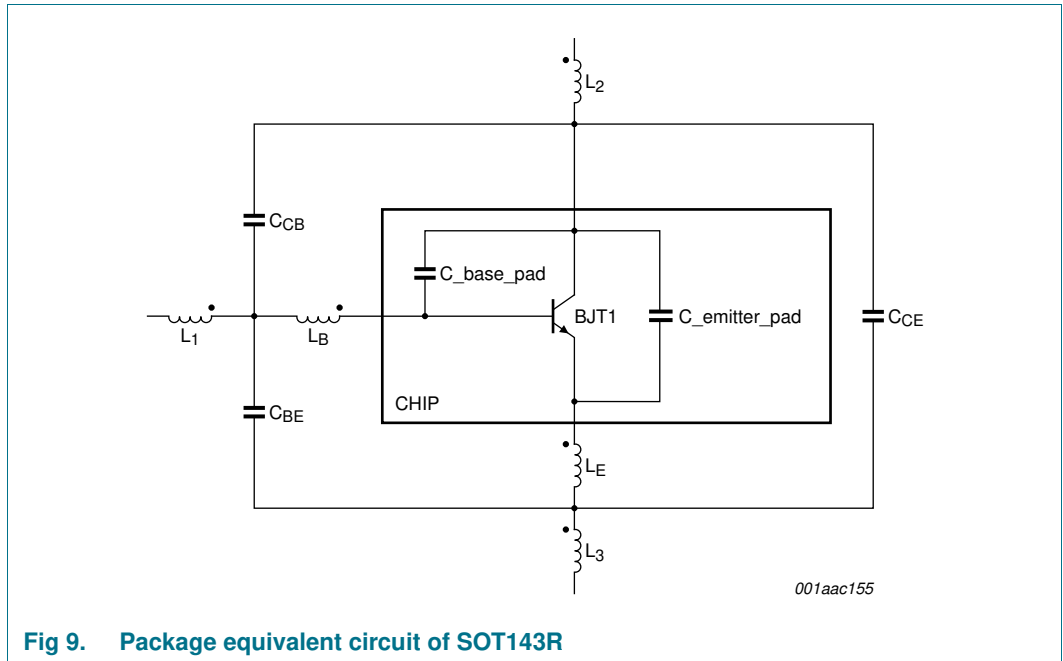 L2
CCB
C_base_pad
BJT1
C_emitter_pad
CCE
L1
LB
CBE
CHIP
LE
L3
001aac155
Fig 9. Package equivalent circuit of SOT143R